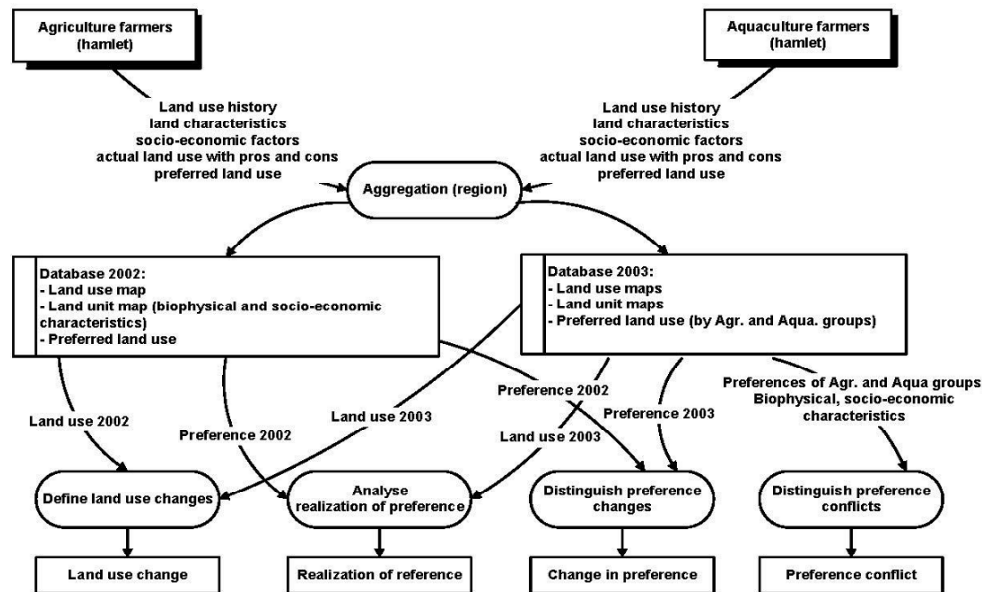 Agriculture farmers
(hamlet)
Aquaculture farmers
(hamlet)
Land use history
land characteristics
socio-economic factors
actual land use with pros and cons
preferred land use
Land use history
land characteristics
socio-economic factors
actual land use with pros and cons
preferred land use
Aggregation (region)
Database 2002:
- Land use map
- Land unit map (biophysical and socio-economic
characteristics)
- Preferred land use
Database 2003:
- Land use maps
- Land unit maps
- Preferred land use (by Agr. and Aqua. groups)
Land use 2002
Preference 2002
Land use 2003
Preference 2002
Land use 2003
Preference 2003
Preferences of Agr. and Aqua groups
Biophysical, socio-economic
characteristics
Define land use changes
Analyse
realization of preference
Distinguish preference
changes
Distinguish preference
conflicts
Land use change
Realization of reference
Change in preference
Preference conflict